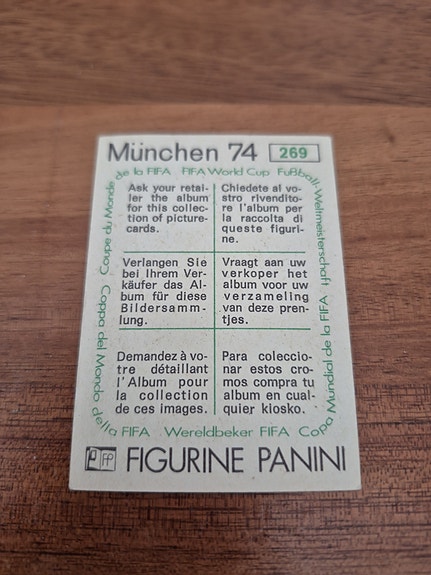 München 74 269
Coupe du Monde de la FIFA FIFA World Cup Fußball-Weltmeisterschaft
Ask your retai-
ler the album
for this collec-
tion of picture-
cards.
Chiedete al vo-
stro rivendito-
re l'album per
la raccolta di
queste figuri-
ne.
Verlangen Sie
bei Ihrem Ver-
käufer das Al-
bum für diese
Bildersamm-
lung.
Vraagt aan uw
verkoper het
album voor uw
verzameling
van deze pren-
tjes.
Demandez à vo-
tre détaillant
l'Album pour
la collection
de ces images.
Para coleccio-
nar estos cro-
mos compra tu
album en cual-
quier kiosko.
Coppa del Mondo della FIFA Wereldbeker FIFA Copa Mundial de la FIFA
FP FIGURINE PANINI